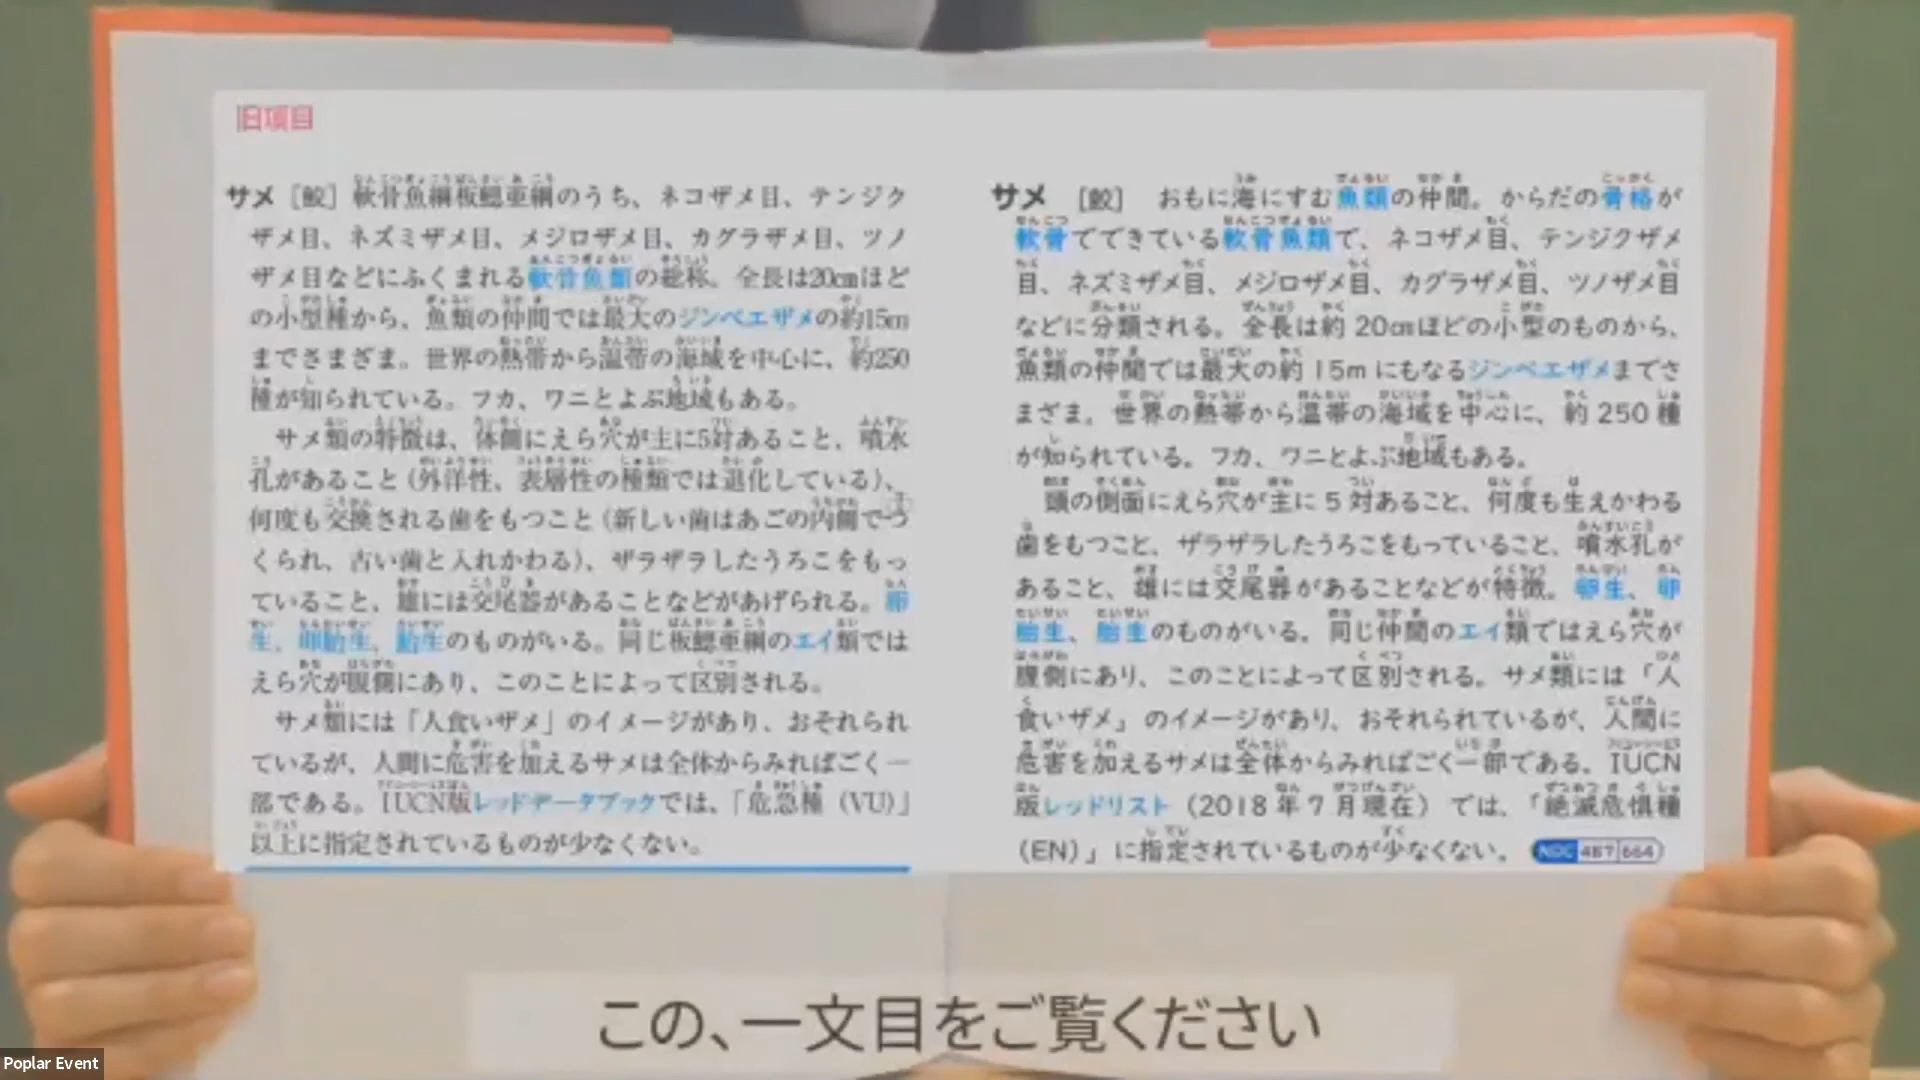 旧項目
サメ［鮫］軟骨魚綱板鰓亜綱のうち、ネコザメ目、テンジク
ザメ目、ネズミザメ目、メジロザメ目、カグラザメ目、ツノ
ザメ目などにふくまれる軟骨魚類の総称。全長は20㎝ほど
の小型種から、魚類の仲間では最大のジンベエザメの約15m
までさまざま。世界の熱帯から温帯の海域を中心に、約250
種が知られている。フカ、ワニとよぶ地域もある。
サメ類の特徴は、体側にえら穴が主に5対あること、噴水
孔があること（外洋性、表層性の種類では退化している）、
何度も交換される歯をもつこと（新しい歯はあごの内側でつ
くられ、古い歯と入れかわる）、ザラザラしたうろこをもっ
ていること、雄には交尾器があることなどがあげられる。卵
生、卵胎生、胎生のものがいる。同じ板鰓亜綱のエイ類では
えら穴が腹側にあり、このことによって区別される。
サメ類には「人食いザメ」のイメージがあり、おそれられ
ているが、人間に危害を加えるサメは全体からみればごく一
部である。IUCN版レッドデータブックでは、「危急種（VU）」
以上に指定されているものが少なくない。
サメ［鮫］ おもに海にすむ魚類の仲間。からだの骨格が
軟骨でできている軟骨魚類で、ネコザメ目、テンジクザメ
目、ネズミザメ目、メジロザメ目、カグラザメ目、ツノザメ目
などに分類される。全長は約 20㎝ほどの小型のものから、
魚類の仲間では最大の約 15m にもなるジンベエザメまでさ
まざま。世界の熱帯から温帯の海域を中心に、約 250 種
が知られている。フカ、ワニとよぶ地域もある。
頭の側面にえら穴が主に 5 対あること、何度も生えかわる
歯をもつこと、ザラザラしたうろこをもっていること、噴水孔が
あること、雄には交尾器があることなどが特徴。卵生、卵
胎生、胎生のものがいる。同じ仲間のエイ類ではえら穴が
腹側にあり、このことによって区別される。サメ類には「人
食いザメ」のイメージがあり、おそれられているが、人間に
危害を加えるサメは全体からみればごく一部である。IUCN
版レッドリスト（2018 年 7 月現在）では、「絶滅危惧種
（EN）」に指定されているものが少なくない。 NDC 487 664
この、一文目をご覧ください
Poplar Event